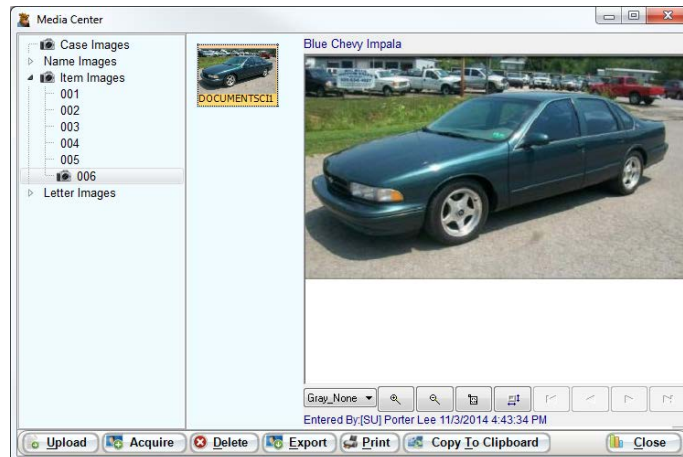 Media Center
Case Images
Name Images
Item Images
001
002
003
004
005
006
Letter Images
DOCUMENTSCI1
Blue Chevy Impala
Gray_None
Entered By:[SU] Porter Lee 11/3/2014 4:43:34 PM
Upload Acquire Delete Export Print Copy To Clipboard Close